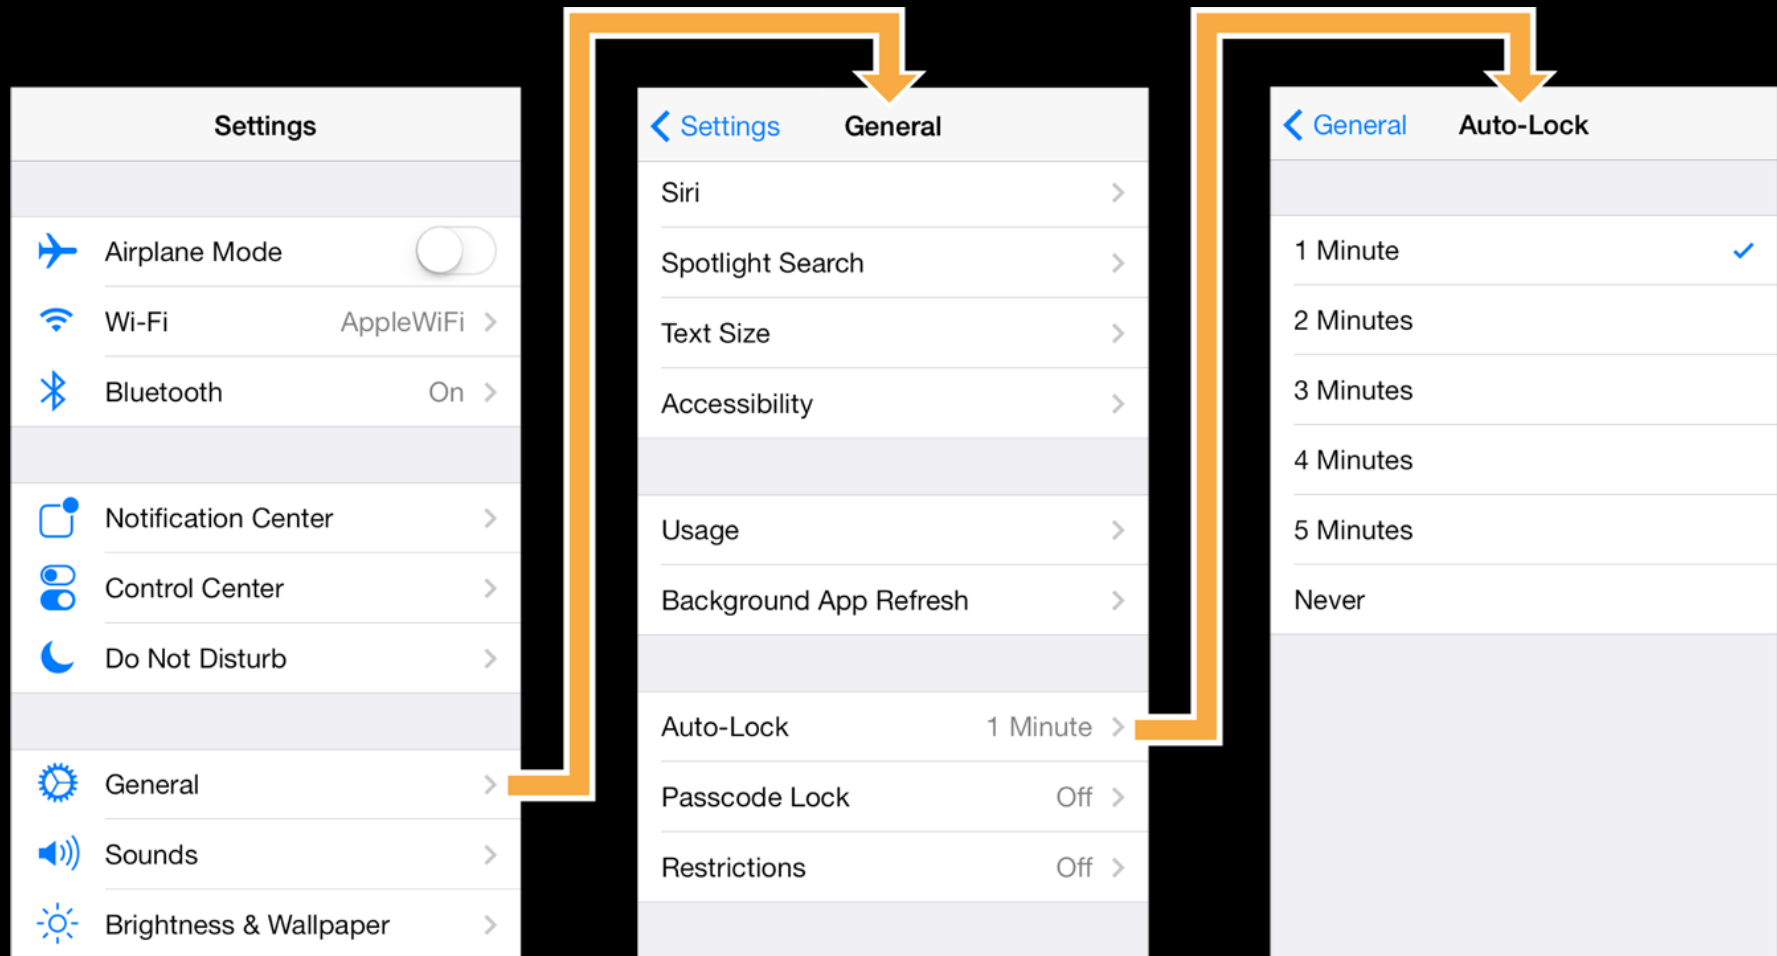 Settings
Airplane Mode
Wi-Fi AppleWiFi
Bluetooth On
Notification Center
Control Center
Do Not Disturb
General
Sounds
Brightness & Wallpaper
Settings General
Siri
Spotlight Search
Text Size
Accessibility
Usage
Background App Refresh
Auto-Lock 1 Minute
Passcode Lock Off
Restrictions Off
General Auto-Lock
1 Minute
2 Minutes
3 Minutes
4 Minutes
5 Minutes
Never